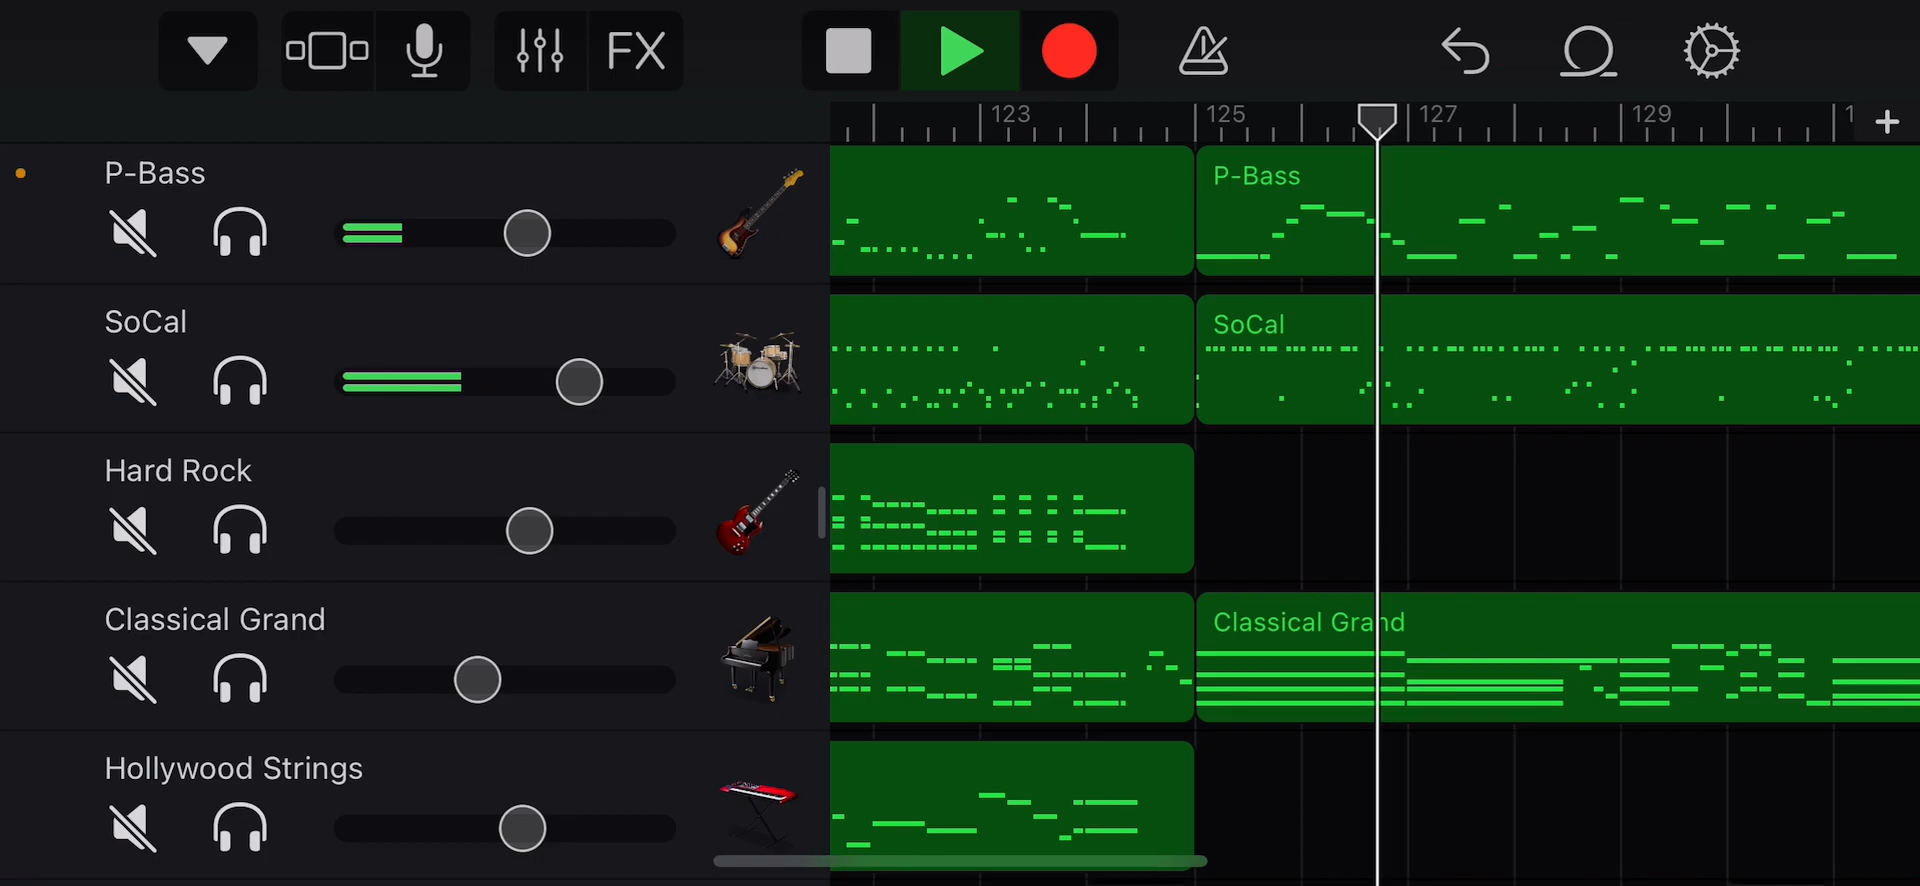 FX
123
125
127
129
P-Bass
P-Bass
SoCal
SoCal
Hard Rock
Classical Grand
Classical Grand
Hollywood Strings